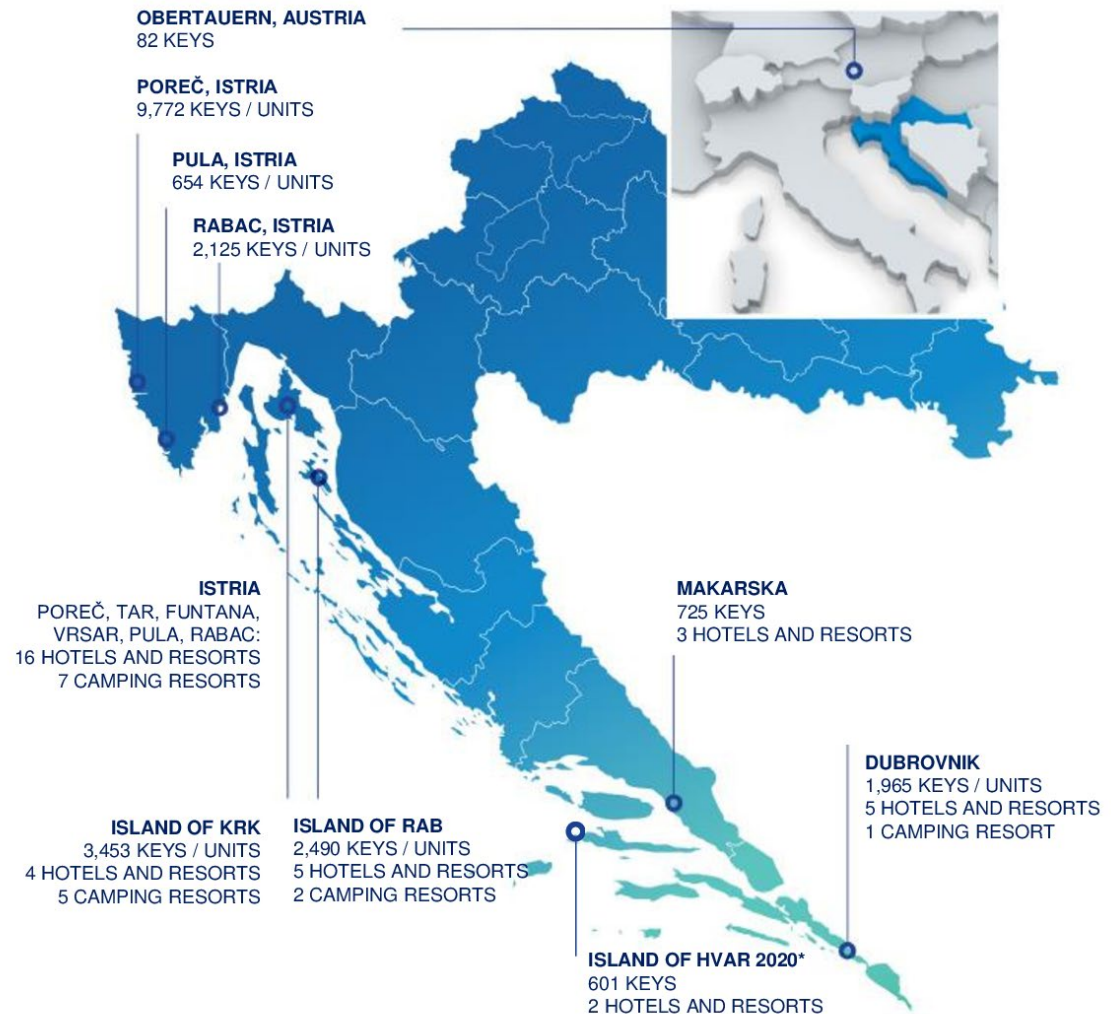 OBERTAUERN, AUSTRIA
82 KEYS
POREČ, ISTRIA
9,772 KEYS / UNITS
PULA, ISTRIA
654 KEYS / UNITS
RABAC, ISTRIA
2,125 KEYS / UNITS
ISTRIA
POREČ, TAR, FUNTANA,
VRSAR, PULA, RABAC:
16 HOTELS AND RESORTS
7 CAMPING RESORTS
MAKARSKA
725 KEYS
3 HOTELS AND RESORTS
DUBROVNIK
1,965 KEYS / UNITS
5 HOTELS AND RESORTS
1 CAMPING RESORT
ISLAND OF KRK
3,453 KEYS / UNITS
4 HOTELS AND RESORTS
5 CAMPING RESORTS
ISLAND OF RAB
2,490 KEYS / UNITS
5 HOTELS AND RESORTS
2 CAMPING RESORTS
ISLAND OF HVAR 2020*
601 KEYS
2 HOTELS AND RESORTS